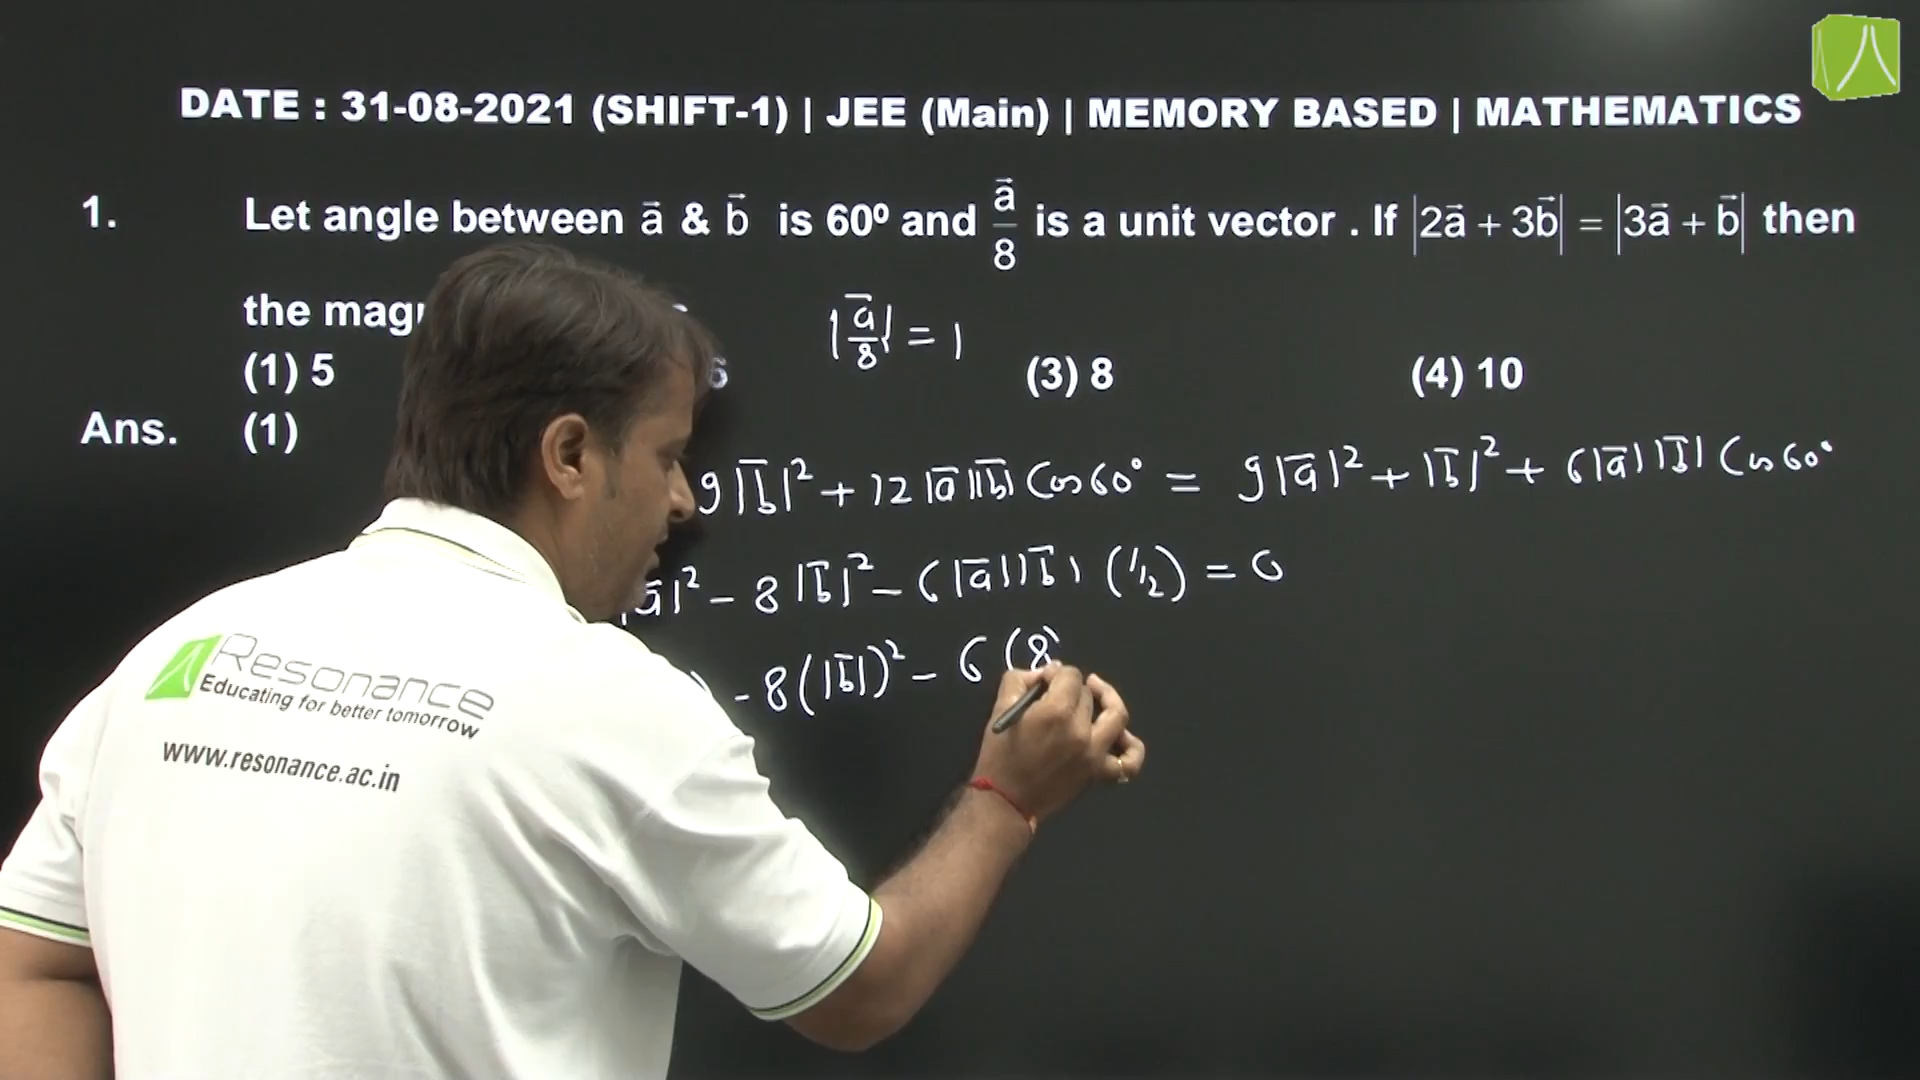 DATE : 31-08-2021 (SHIFT-1) | JEE (Main) | MEMORY BASED | MATHEMATICS
1. Let angle between a⃗ & b⃗ is 60º and a⃗/8 is a unit vector . If |2a⃗ + 3b⃗| = |3a⃗ + b⃗| then
the
|a̅/8| = 1
(1) 5 (3) 8 (4) 10
Ans. (1)
9|b̅|² + 12|a̅||b̅| Cos60° = 9|a̅|² + |b̅|² + 6|a̅||b̅| Cos60°
|a̅|² - 8|b̅|² - 6|a̅||b̅| (1/2) = 0
- 8(|b̅|)² - 6(8)
Resonance
Educating for better tomorrow
www.resonance.ac.in